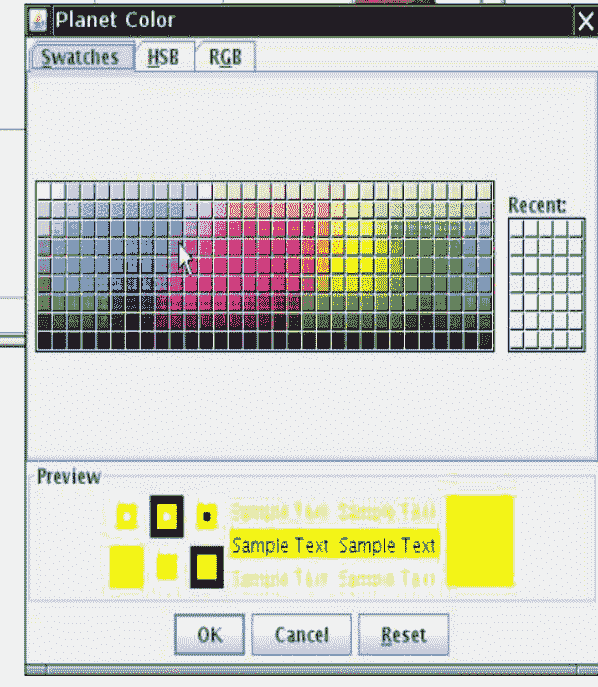 Planet Color
Swatches HSB RGB
Recent:
Preview
Sample Text Sample Text
Sample Text Sample Text
Sample Text Sample Text
OK Cancel Reset